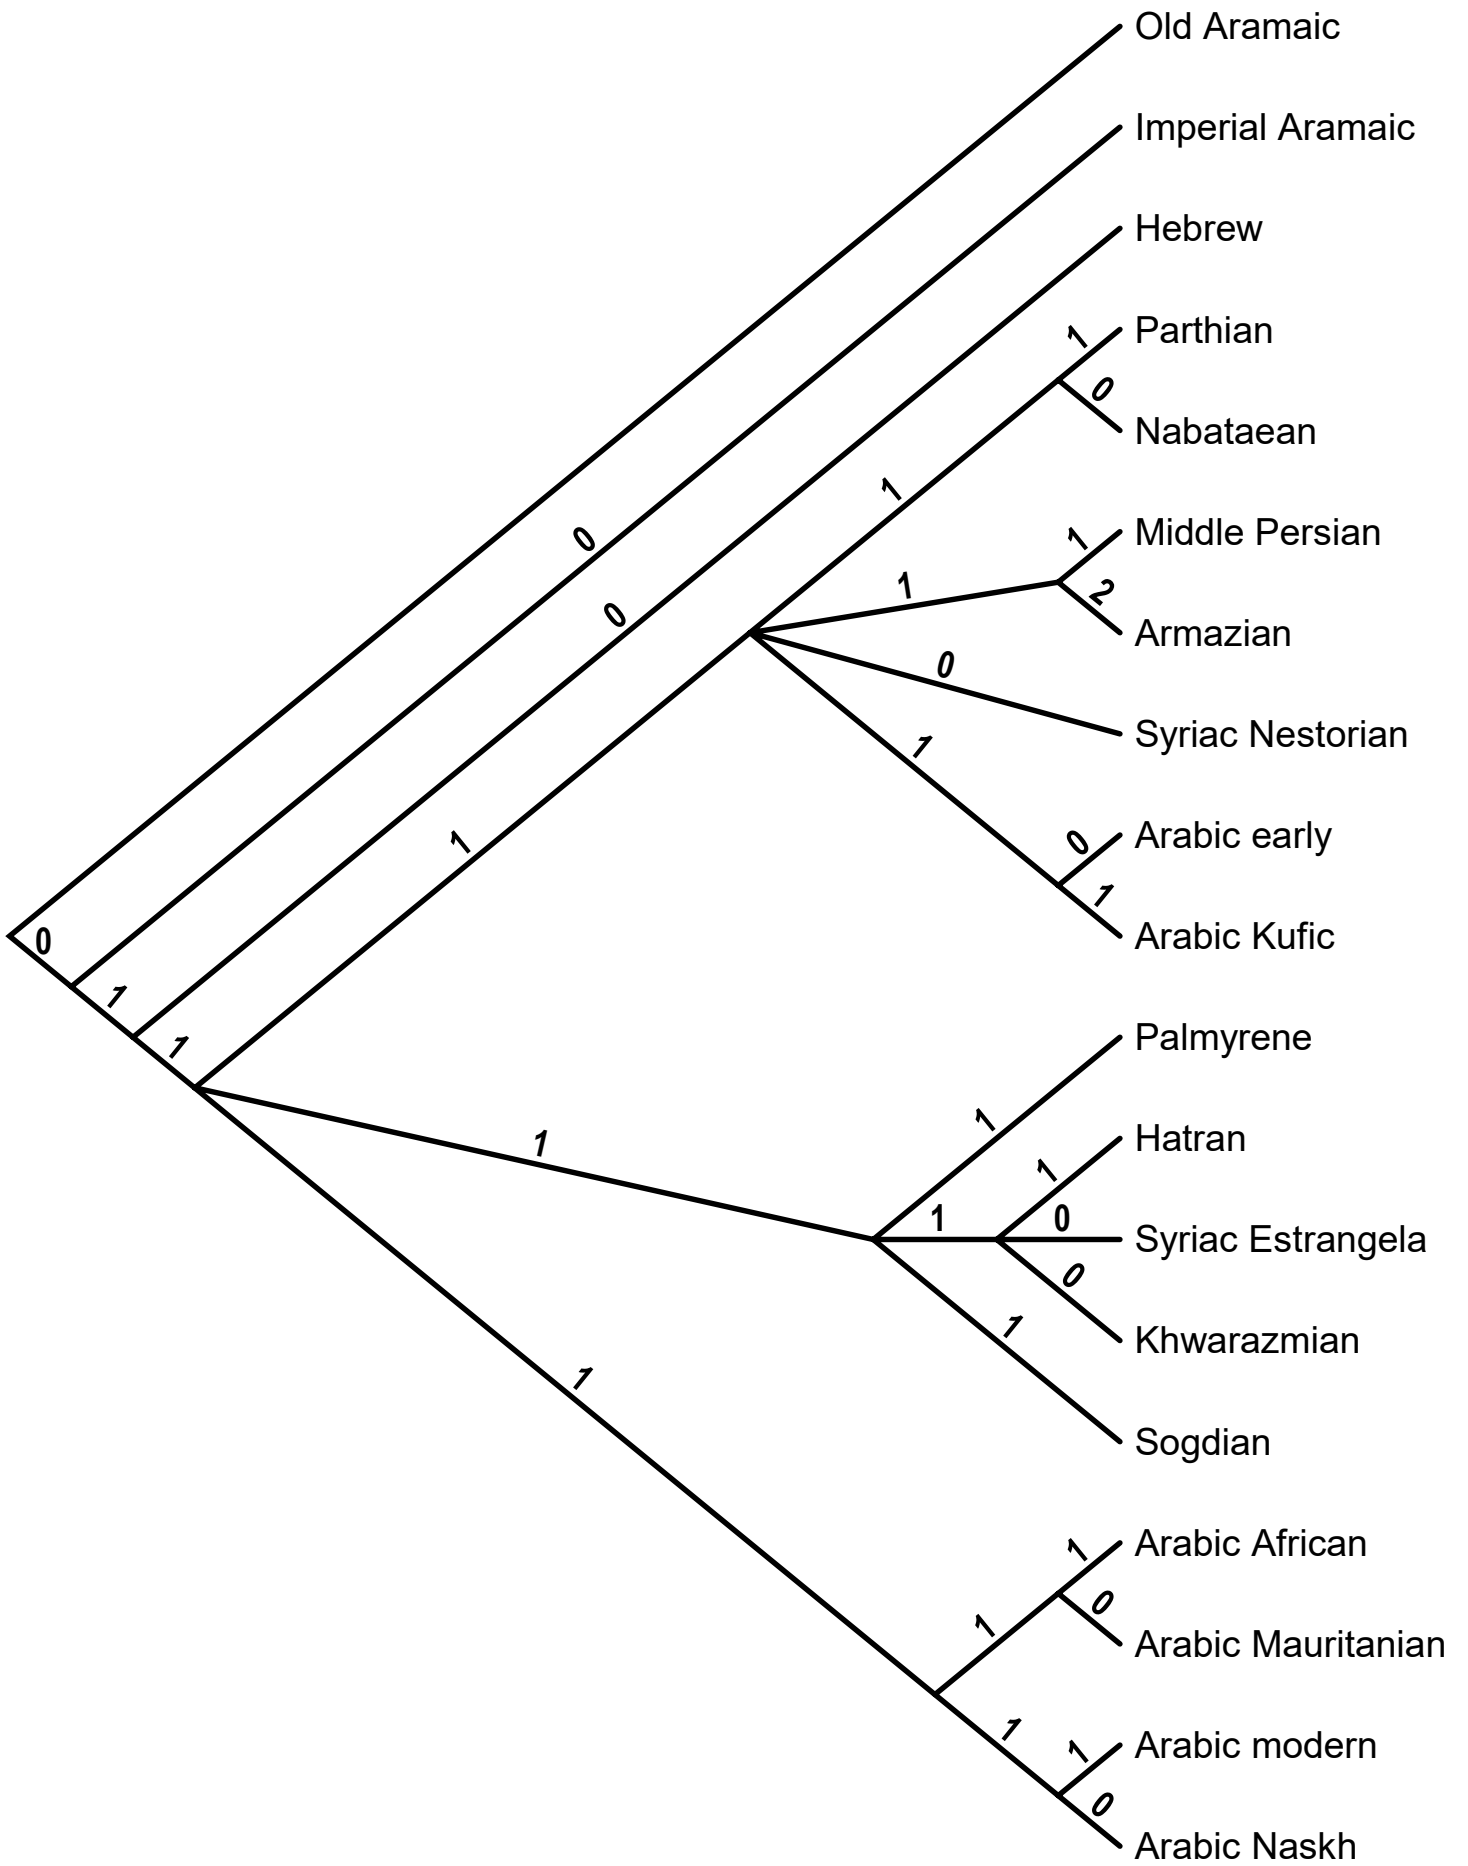 Old Aramaic
Imperial Aramaic
Hebrew
1
Parthian
0
Nabataean
1
1
Middle Persian
0
1
2
Armazian
0
0
Syriac Nestorian
1
1
0
Arabic early
1
Arabic Kufic
0
1
Palmyrene
1
1
Hatran
1
1
1
0
Syriac Estrangela
0
Khwarazmian
1
1
Sogdian
1
Arabic African
1
0
Arabic Mauritanian
1
1
Arabic modern
0
Arabic Naskh